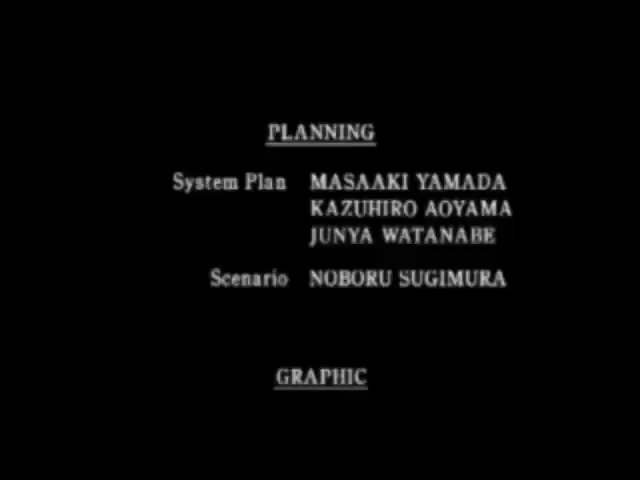 PLANNING
System Plan MASAAKI YAMADA
KAZUHIRO AOYAMA
JUNYA WATANABE
Scenario NOBORU SUGIMURA
GRAPHIC